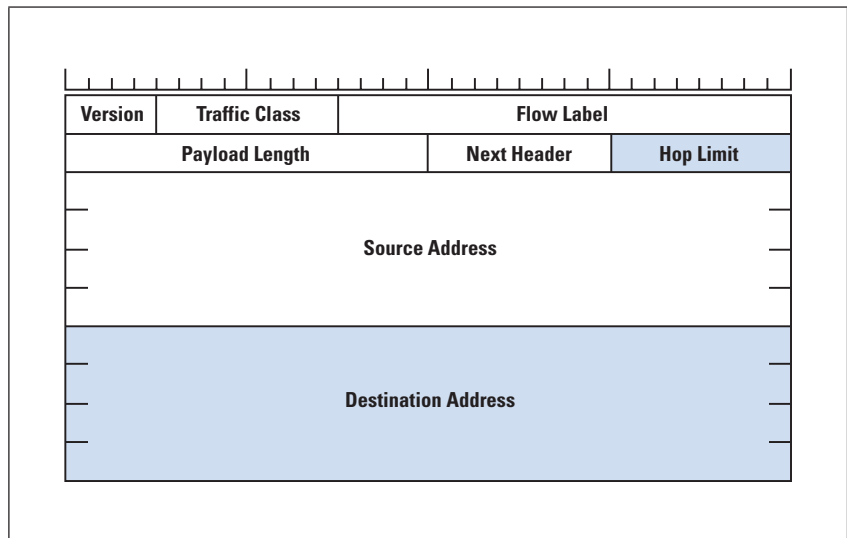 Version Traffic Class Flow Label
Payload Length Next Header Hop Limit
Source Address
Destination Address